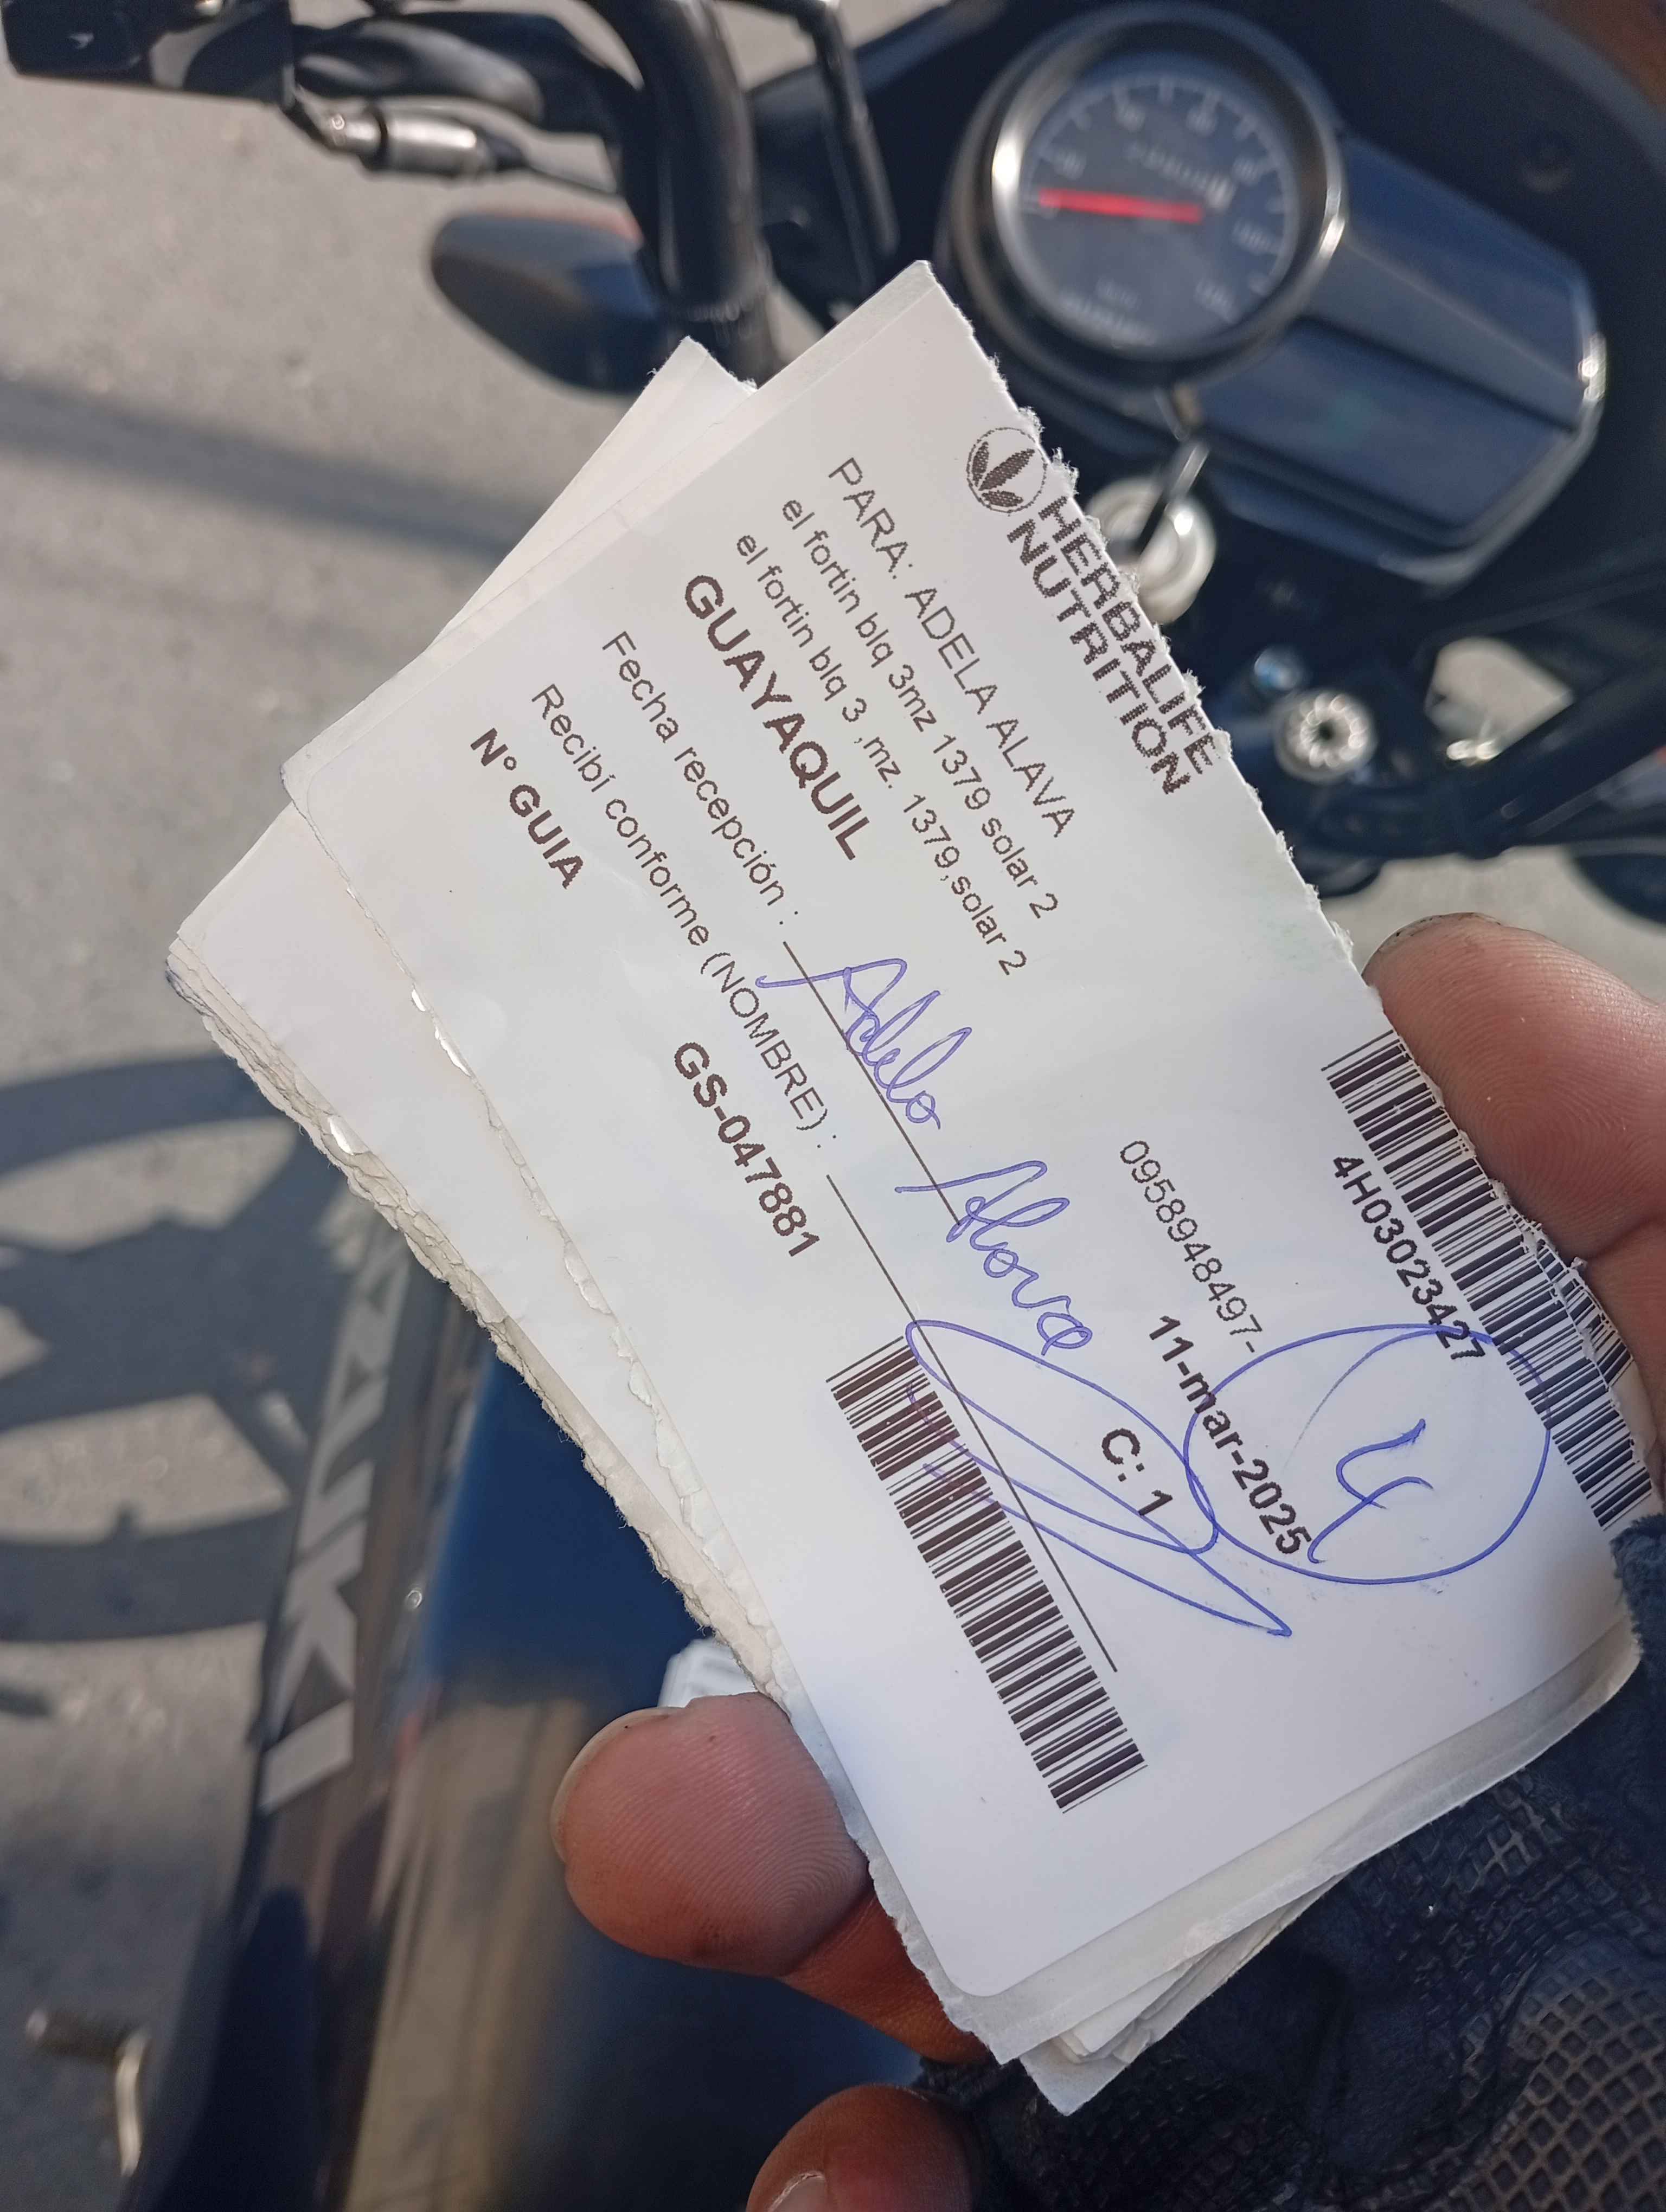 HERBALIFE
NUTRITION
4H03023427
4
PARA: ADELA ALAVA
0958948497-
el fortin blq 3mz 1379 solar 2
11-mar-2025
el fortin blq 3 ,mz. 1379,solar 2
GUAYAQUIL
C: 1
Fecha recepción :
Adela Alava
Recibí conforme (NOMBRE) :
N° GUIA
GS-047881
SUZUKI